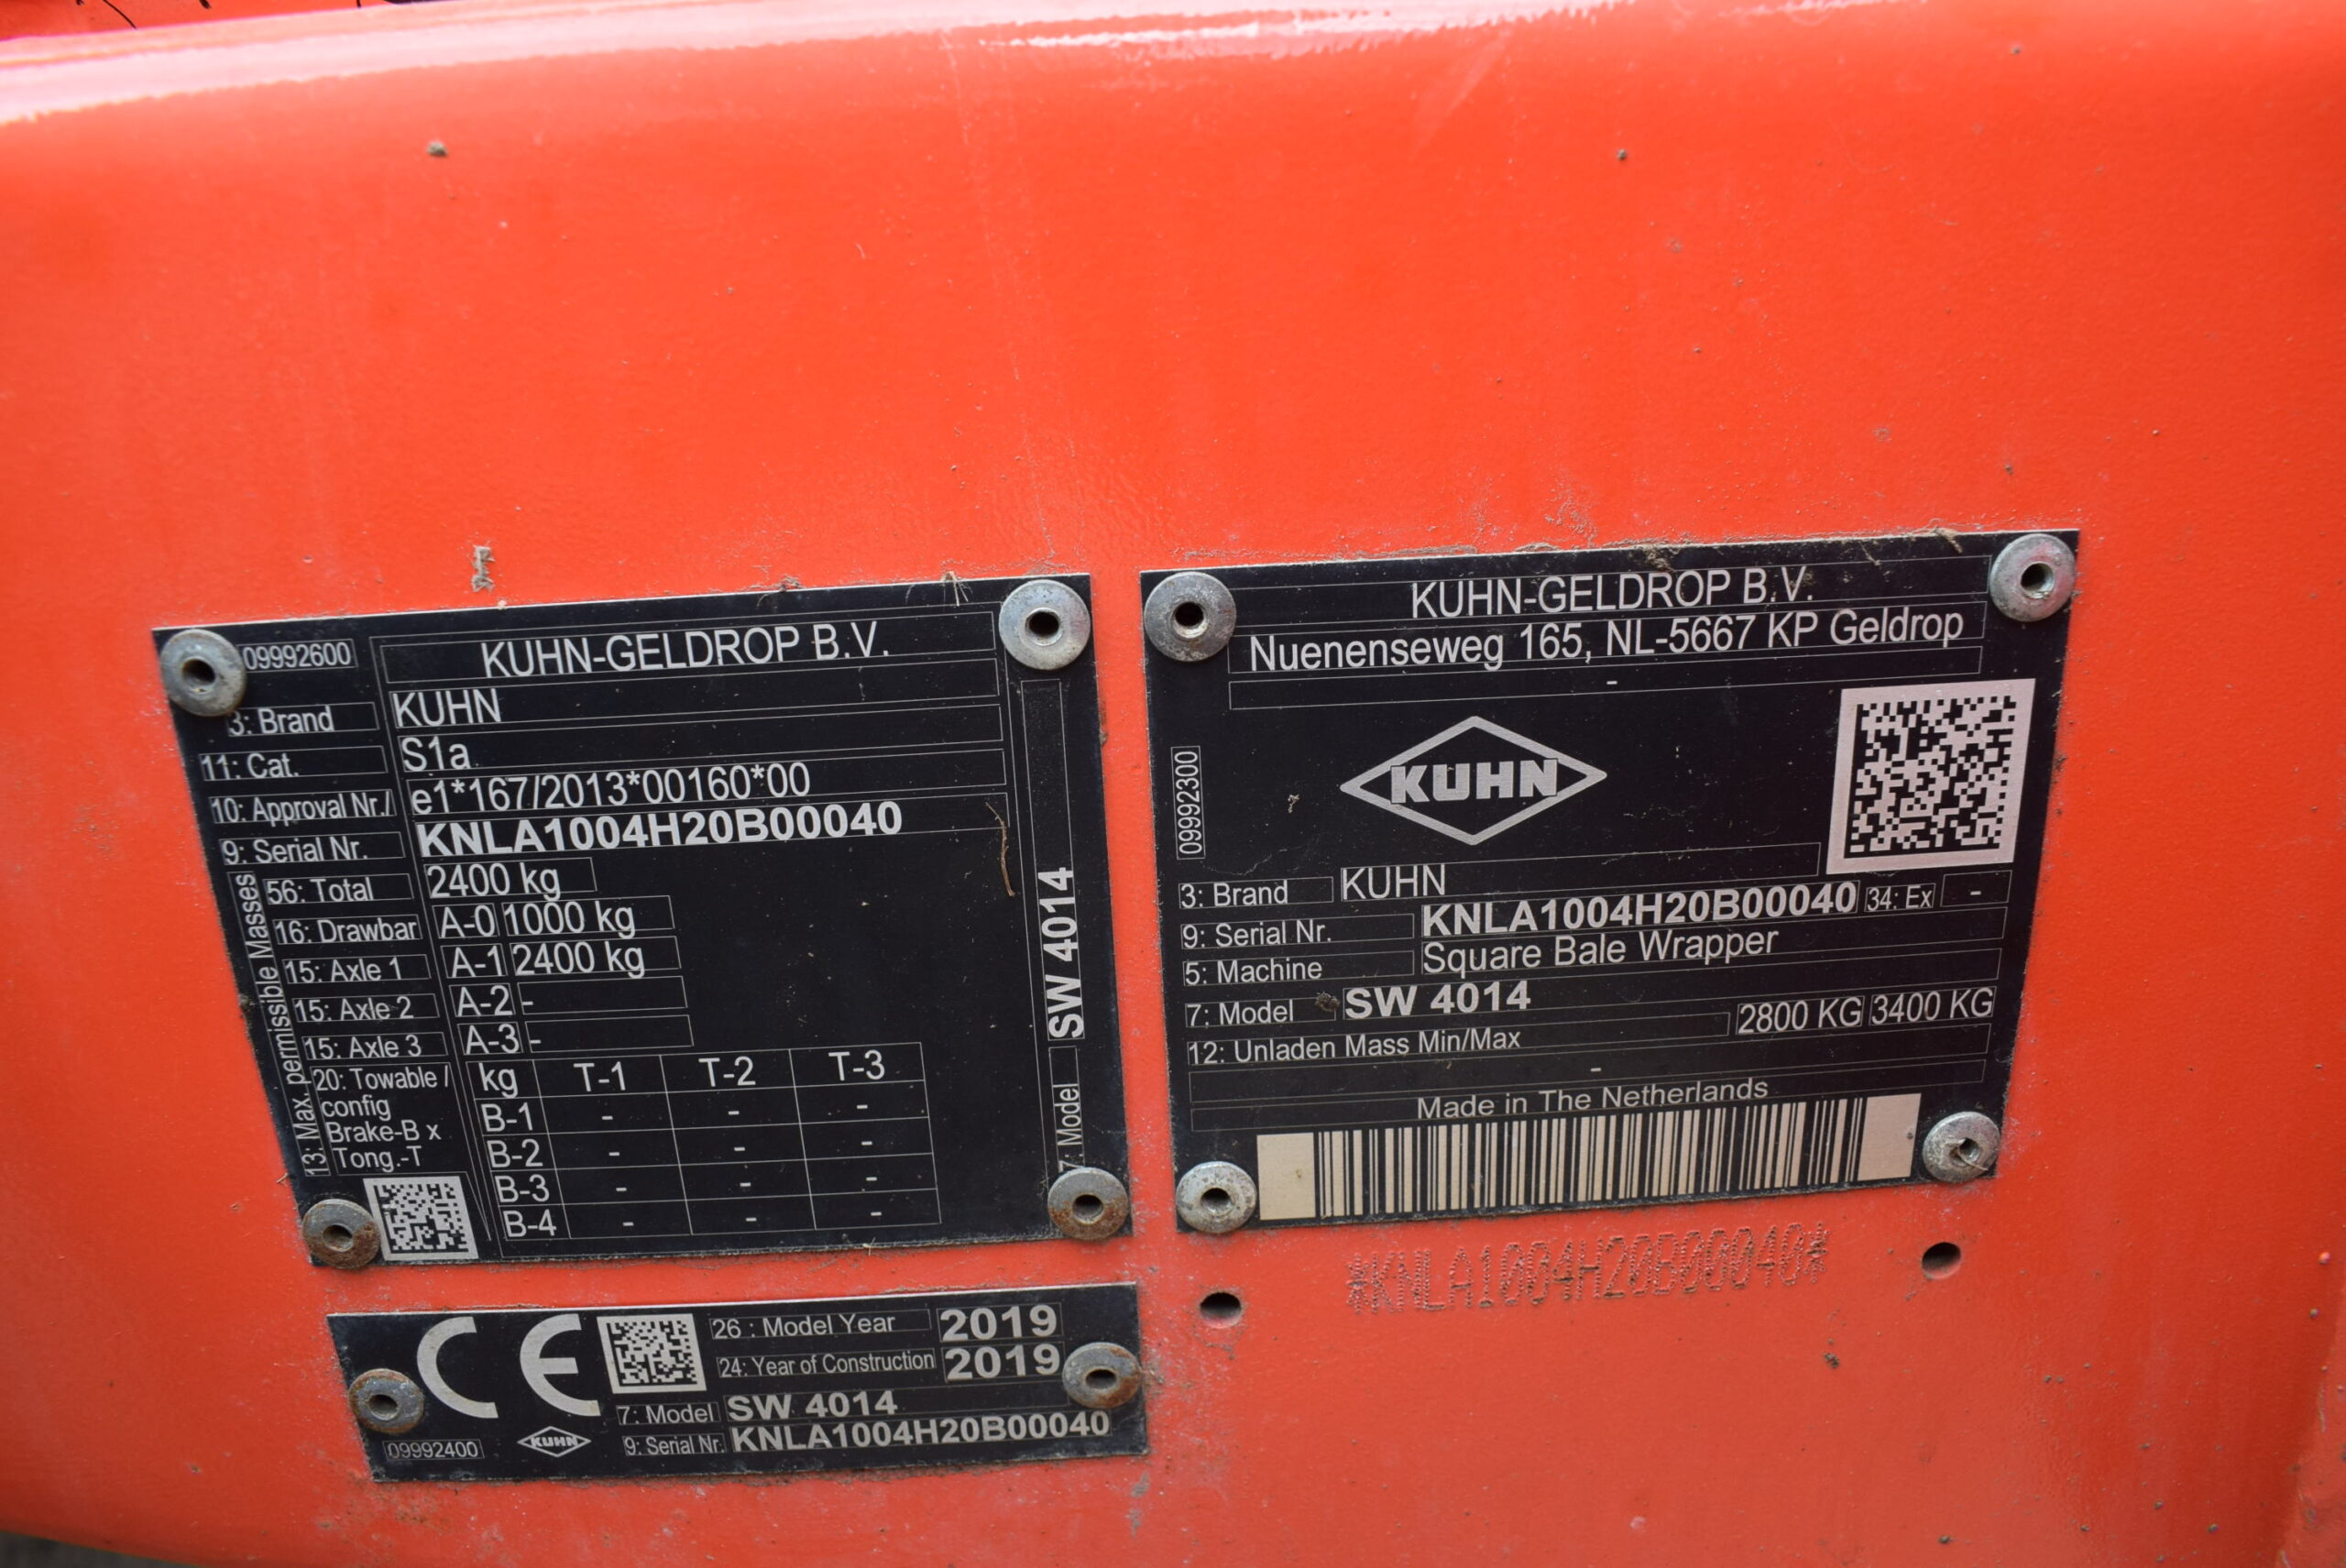 09992600
KUHN-GELDROP B.V.
3: Brand KUHN
11: Cat. S1a
10: Approval Nr./ e1*167/2013*00160*00
9: Serial Nr. KNLA1004H20B00040
13: Max. permissible Masses
56: Total 2400 kg
16: Drawbar A-0 1000 kg
15: Axle 1 A-1 2400 kg
15: Axle 2 A-2 -
15: Axle 3 A-3 -
20: Towable /
config
Brake-B x
Tong.-T
kg T-1 T-2 T-3
B-1 - - -
B-2 - - -
B-3 - - -
B-4 - - -
7: Model SW 4014
KUHN-GELDROP B.V.
Nuenenseweg 165, NL-5667 KP Geldrop
-
09992300
KUHN
3: Brand KUHN
9: Serial Nr. KNLA1004H20B00040 34: Ex -
5: Machine Square Bale Wrapper
7: Model SW 4014
12: Unladen Mass Min/Max 2800 KG 3400 KG
-
Made in The Netherlands
*KNLA1004H20B00040*
CE
26 : Model Year 2019
24: Year of Construction 2019
7: Model SW 4014
9: Serial Nr. KNLA1004H20B00040
09992400
KUHN